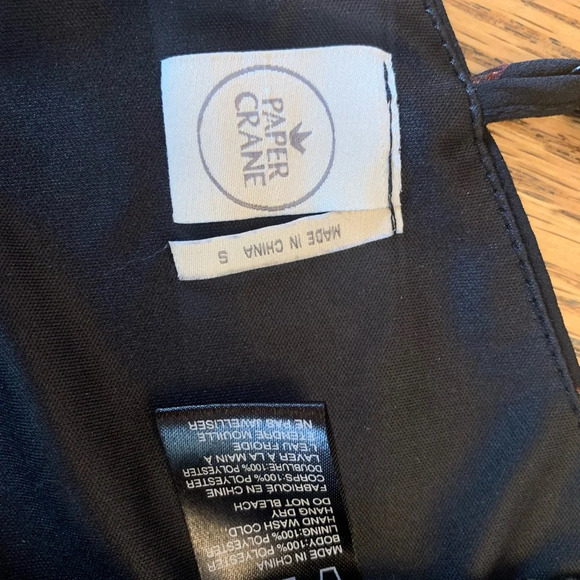 PAPER
CRANE
MADE IN CHINA S
MADE IN CHINA
BODY:100% POLYESTER
LINING:100% POLYESTER
HAND WASH COLD...
HANG DRY
DO NOT BLEACH
FABRIQUÉ EN CHINE
CORPS:100% POLYESTER
DOUBLURE:100% POLYESTER
LAVER À LA MAIN À
L'EAU FROIDE
ETENDRE MOUILLE
NE PAS JAVELLISER